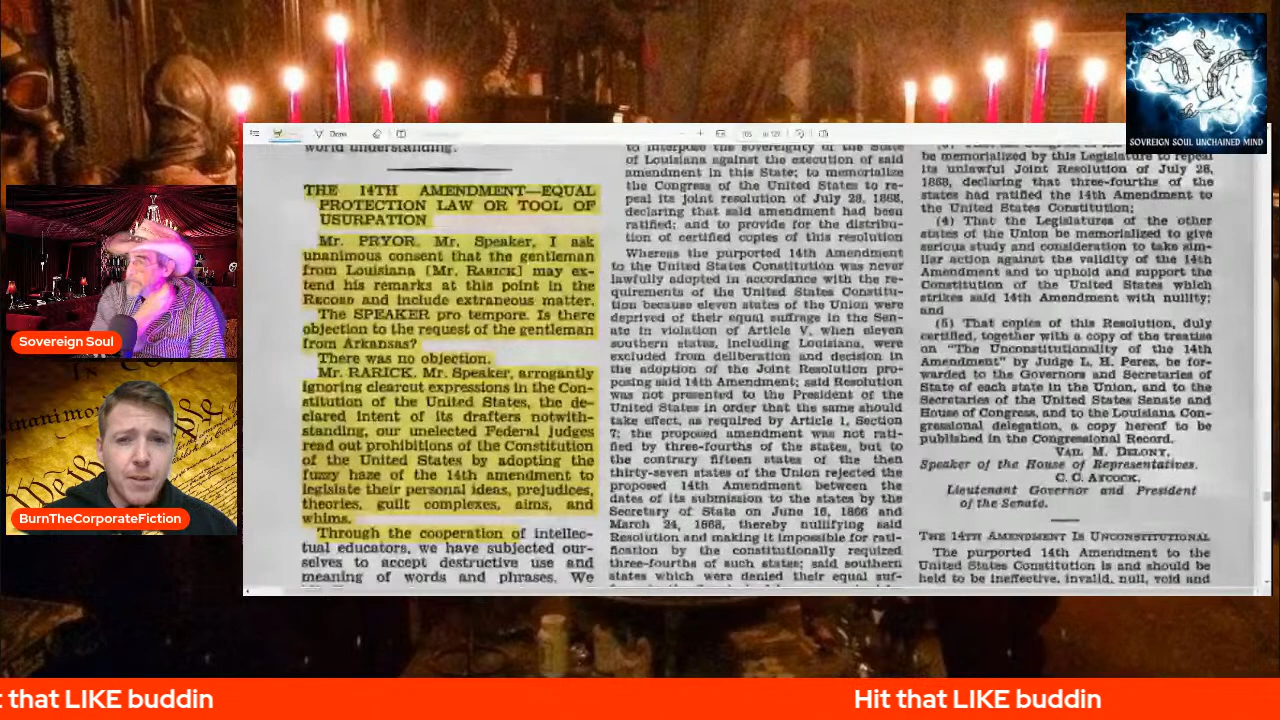 SOVREIGN SOUL UNCHAINED MIND
world understanding.
THE 14TH AMENDMENT—EQUAL
PROTECTION LAW OR TOOL OF
USURPATION
Mr. PRYOR. Mr. Speaker, I ask
unanimous consent that the gentleman
from Louisiana [Mr. RARICK] may ex-
tend his remarks at this point in the
RECORD and include extraneous matter.
The SPEAKER pro tempore. Is there
objection to the request of the gentleman
from Arkansas?
There was no objection.
Mr. RARICK. Mr. Speaker, arrogantly
ignoring clearcut expressions in the Con-
stitution of the United States, the de-
clared intent of its drafters notwith-
standing, our unelected Federal judges
read out prohibitions of the Constitution
of the United States by adopting the
fuzzy haze of the 14th amendment to
legislate their personal ideas, prejudices,
theories, guilt complexes, aims, and
whims.
Through the cooperation of intellec-
tual educators, we have subjected our-
selves to accept destructive use and
meaning of words and phrases. We
to interpose the sovereignty of the State
of Louisiana against the execution of said
amendment in this State; to memorialize
the Congress of the United States to re-
peal its joint resolution of July 28, 1868,
declaring that said amendment had been
ratified; and to provide for the distribu-
tion of certified copies of this resolution
Whereas the purported 14th Amendment
to the United States Constitution was never
lawfully adopted in accordance with the re-
quirements of the United States Constitu-
tion because eleven states of the Union were
deprived of their equal suffrage in the Sen-
ate in violation of Article V, when eleven
southern states, including Louisiana, were
excluded from deliberation and decision in
the adoption of the Joint Resolution pro-
posing said 14th Amendment; said Resolution
was not presented to the President of the
United States in order that the same should
take effect, as required by Article 1, Section
7; the proposed amendment was not rati-
fied by three-fourths of the states, but to
the contrary fifteen states of the then
thirty-seven states of the Union rejected the
proposed 14th Amendment between the
dates of its submission to the states by the
Secretary of State on June 16, 1866 and
March 24, 1868, thereby nullifying said
Resolution and making it impossible for rati-
fication by the constitutionally required
three-fourths of such states; said southern
states which were denied their equal suf-
be memorialized by this Legislature to repeal
its unlawful Joint Resolution of July 28,
1868, declaring that three-fourths of the
states had ratified the 14th Amendment to
the United States Constitution;
(4) That the Legislatures of the other
states of the Union be memorialized to give
serious study and consideration to take sim-
ilar action against the validity of the 14th
Amendment and to uphold and support the
Constitution of the United States which
strikes said 14th Amendment with nullity;
and
(5) That copies of this Resolution, duly
certified, together with a copy of the treatise
on "The Unconstitutionality of the 14th
Amendment" by Judge L. H. Perez, be for-
warded to the Governors and Secretaries of
State of each state in the Union, and to the
Secretaries of the United States Senate and
House of Congress, and to the Louisiana Con-
gressional delegation, a copy hereof to be
published in the Congressional Record.
VAIL M. DELONY,
Speaker of the House of Representatives.
C. C. AYCOCK,
Lieutenant Governor and President
of the Senate.
THE 14TH AMENDMENT IS UNCONSTITUTIONAL
The purported 14th Amendment to the
United States Constitution is and should be
held to be ineffective, invalid, null, void and
Sovereign Soul
BurnTheCorporateFiction
t that LIKE buddin
Hit that LIKE buddin